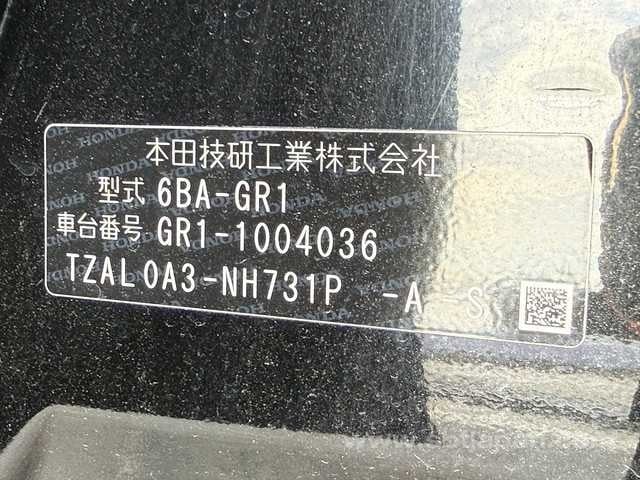 本田技研工業株式会社
型式 6BA-GR1
車台番号 GR1-1004036
TZAL0A3-NH731P -A-S